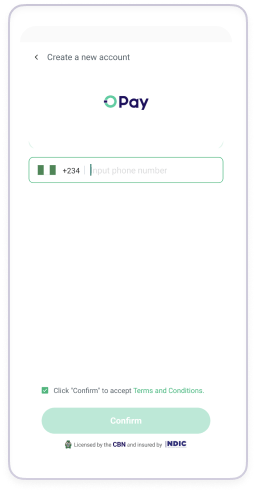 Create a new account
OPay
+234 Input phone number
Click "Confirm" to accept Terms and Conditions.
Confirm
Licensed by the CBN and insured by NDIC